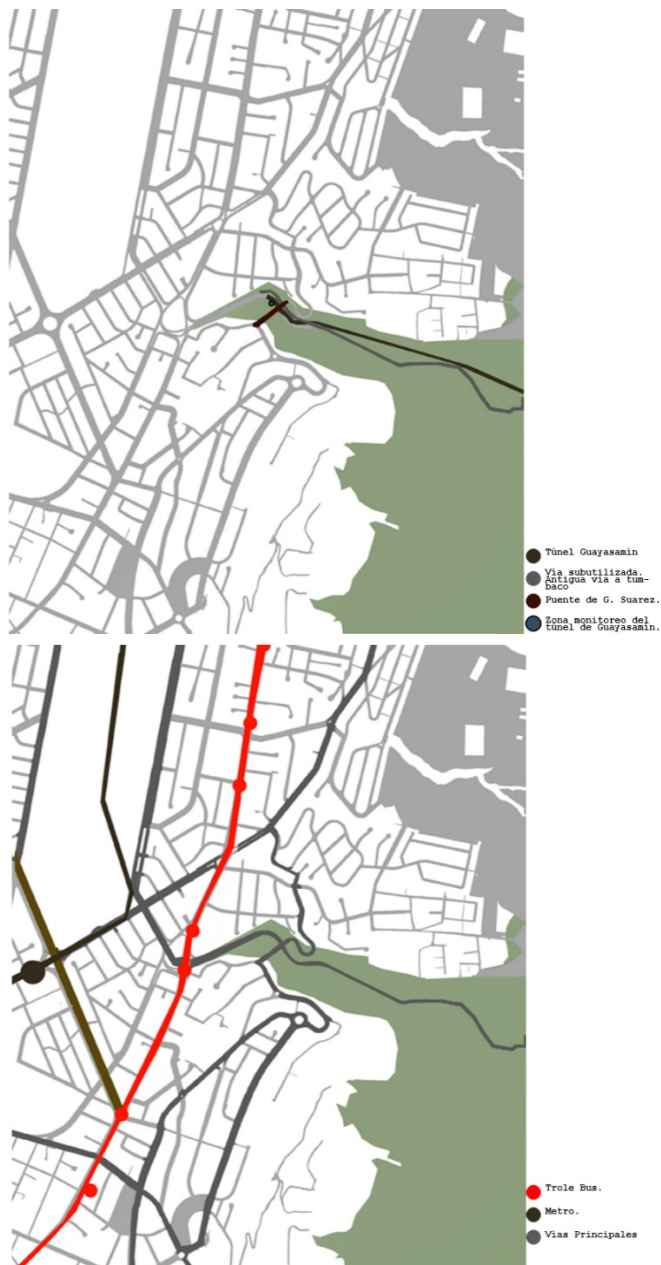 Túnel Guayasamín
Vía subutilizada.
Antigua vía a tum-
baco
Puente de G. Suarez.
Zona monitoreo del
túnel de Guayasamín.
Trole Bus.
Metro.
Vías Principales